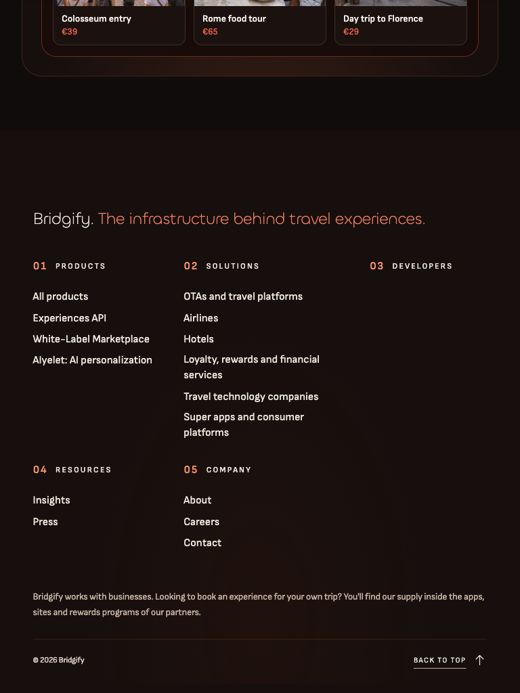 Colosseum entry
€39
Rome food tour
€65
Day trip to Florence
€29
Bridgify. The infrastructure behind travel experiences.
01 PRODUCTS
All products
Experiences API
White-Label Marketplace
AIyelet: AI personalization
02 SOLUTIONS
OTAs and travel platforms
Airlines
Hotels
Loyalty, rewards and financial
services
Travel technology companies
Super apps and consumer
platforms
03 DEVELOPERS
04 RESOURCES
Insights
Press
05 COMPANY
About
Careers
Contact
Bridgify works with businesses. Looking to book an experience for your own trip? You'll find our supply inside the apps,
sites and rewards programs of our partners.
© 2026 Bridgify
BACK TO TOP ↑